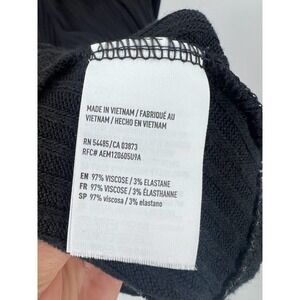 MADE IN VIETNAM / FABRIQUÉ AU
VIETNAM / HECHO EN VIETNAM
RN 54485/CA 03873
RFC# AEM120605U9A
EN 97% VISCOSE / 3% ELASTANE
FR 97% VISCOSE / 3% ÉLASTHANNE
SP 97% viscosa / 3% elastano